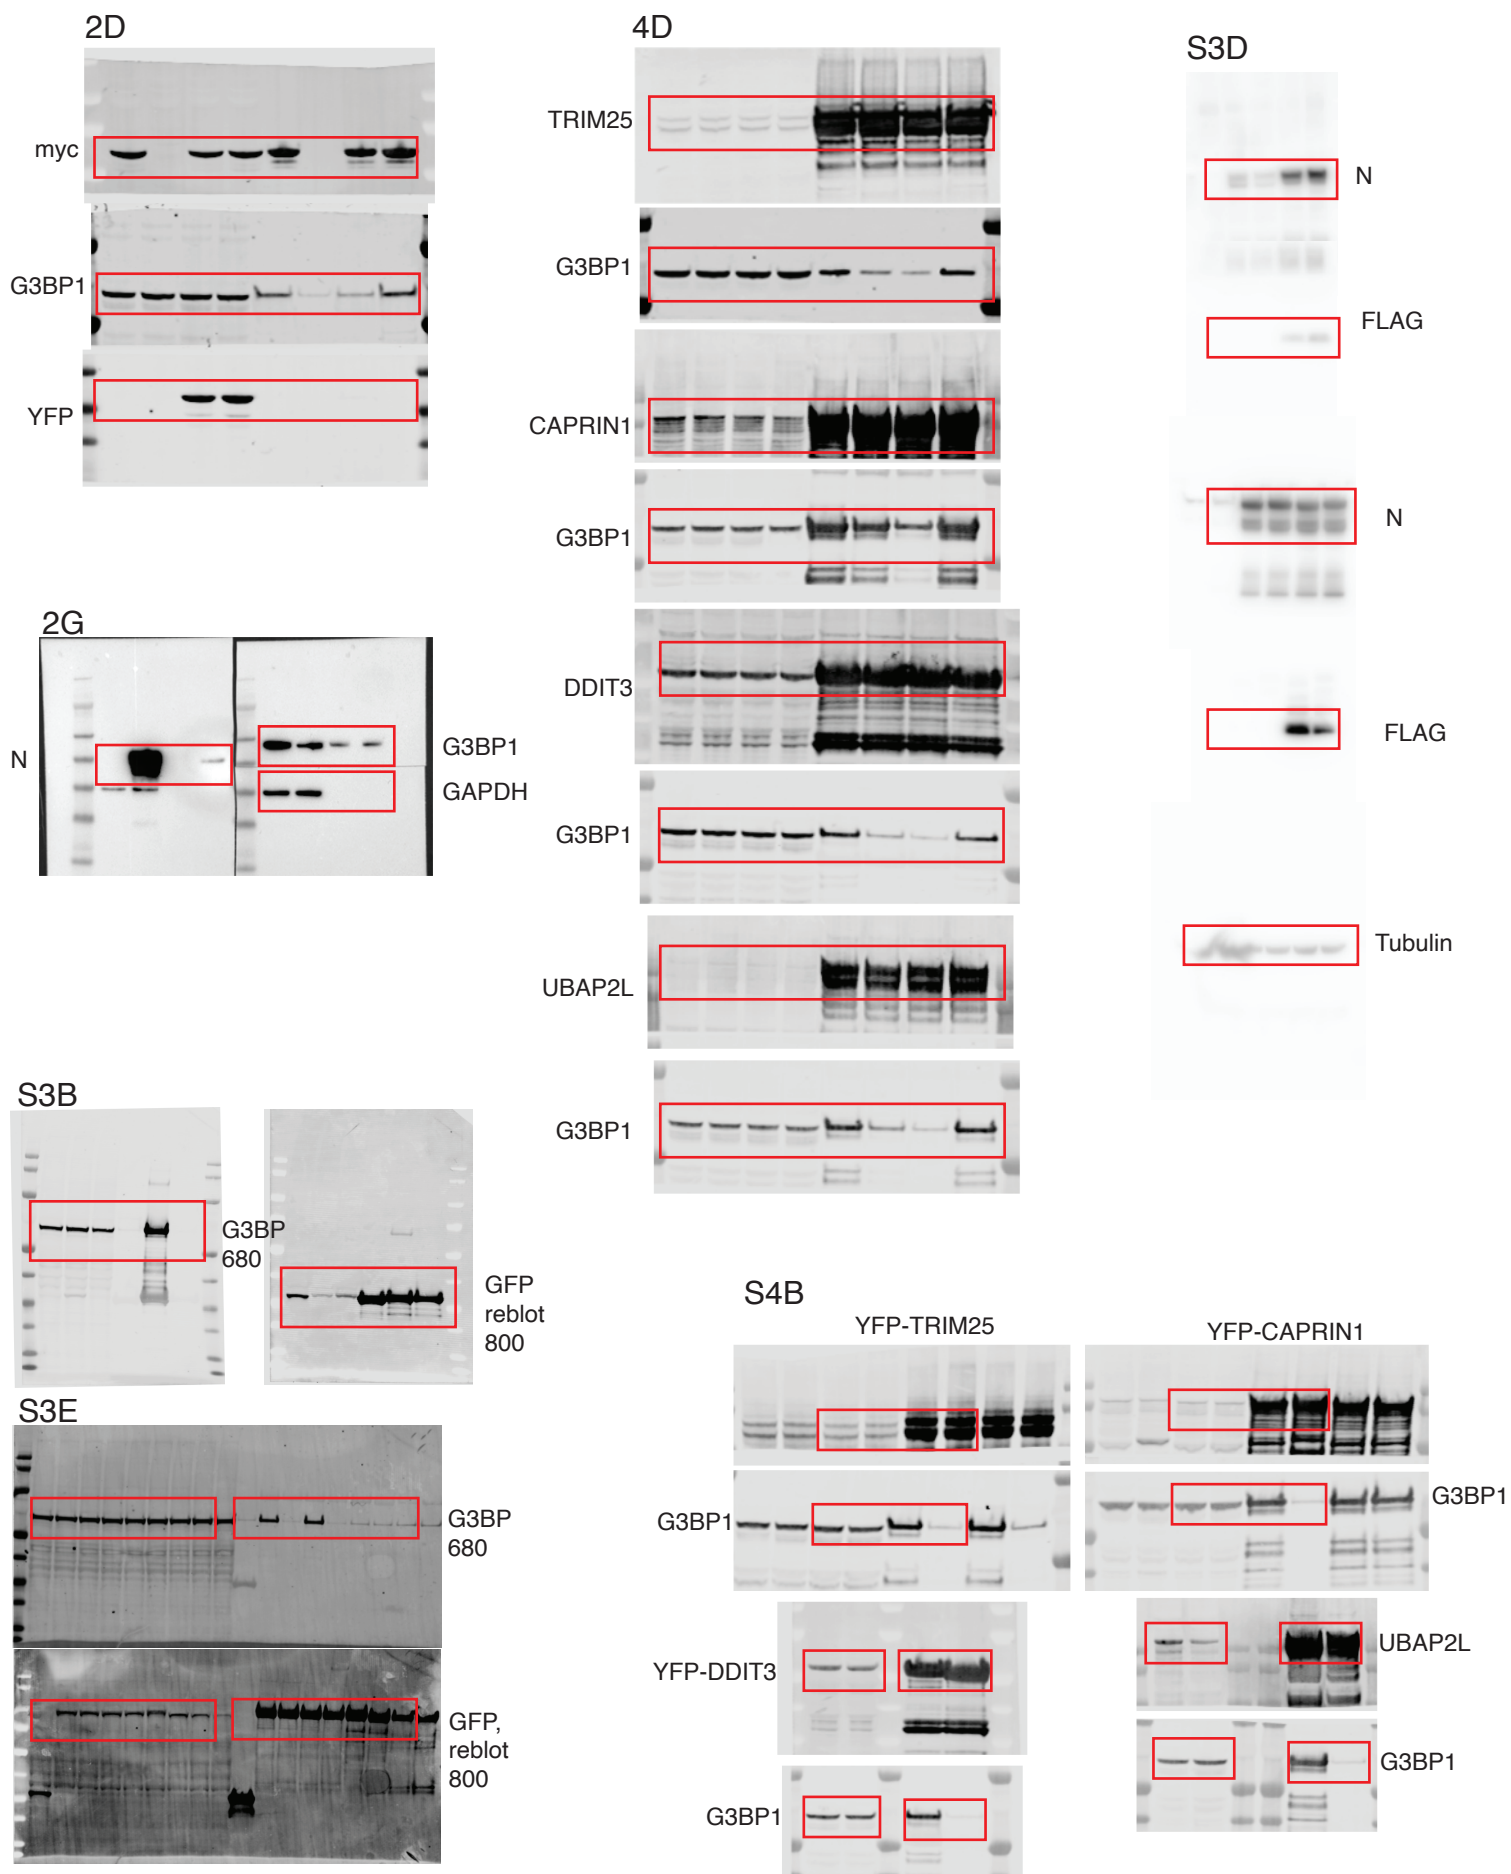 2D
myc
G3BP1
YFP
2G
N
G3BP1
GAPDH
4D
TRIM25
G3BP1
CAPRIN1
G3BP1
DDIT3
G3BP1
UBAP2L
G3BP1
S3D
N
FLAG
N
FLAG
Tubulin
S3B
G3BP
680
GFP
reblot
800
S3E
G3BP
680
GFP,
reblot
800
S4B
YFP-TRIM25
YFP-CAPRIN1
G3BP1
G3BP1
YFP-DDIT3
UBAP2L
G3BP1
G3BP1